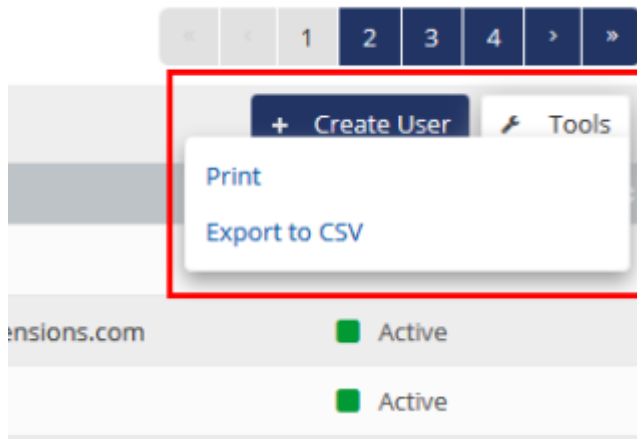 « ‹ 1 2 3 4 › »
+ Create User Tools
Print
Export to CSV
ensions.com Active
Active